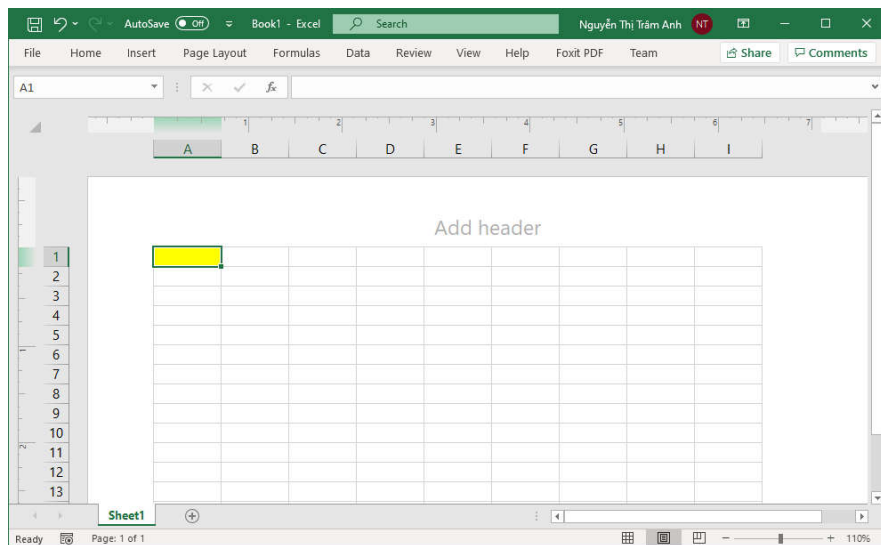 AutoSave Off Book1 - Excel Search Nguyễn Thị Trâm Anh NT
File Home Insert Page Layout Formulas Data Review View Help Foxit PDF Team Share Comments
A1 fx
1 2 3 4 5 6 7
A B C D E F G H I
Add header
1
2
3
4
5
6
7
8
9
10
11
12
13
1
2
Sheet1
Ready Page: 1 of 1 110%